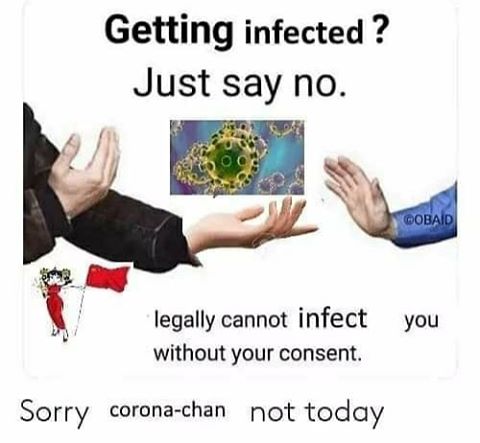 Getting infected ?
Just say no.
©OBAID
legally cannot infect you
without your consent.
Sorry corona-chan not today